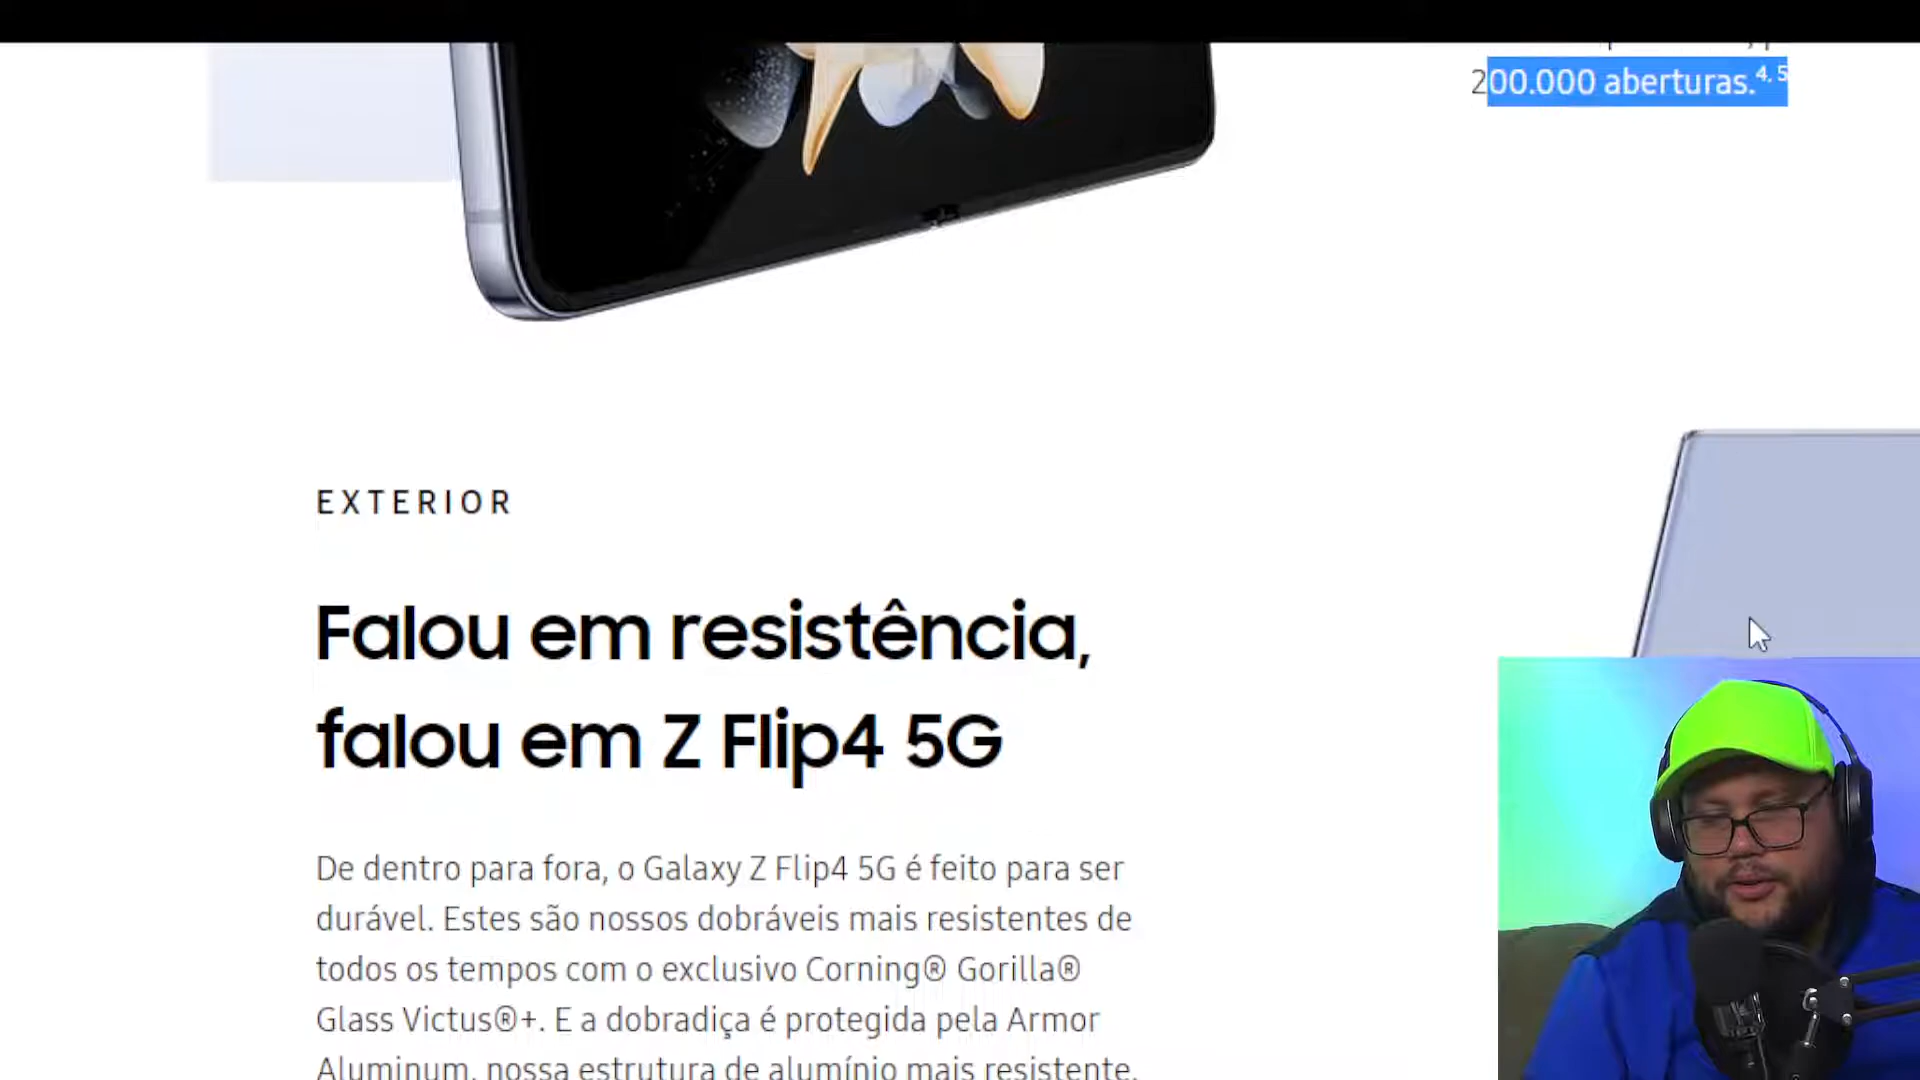 200.000 aberturas.4, 5
EXTERIOR
Falou em resistência,
falou em Z Flip4 5G
De dentro para fora, o Galaxy Z Flip4 5G é feito para ser
durável. Estes são nossos dobráveis mais resistentes de
todos os tempos com o exclusivo Corning® Gorilla®
Glass Victus®+. E a dobradiça é protegida pela Armor
Aluminum, nossa estrutura de alumínio mais resistente.